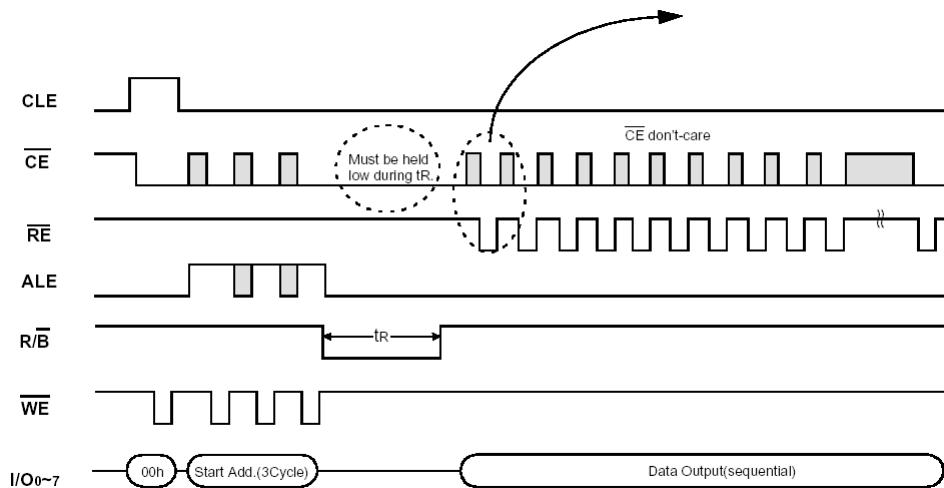 CLE
CE don't-care
CE
Must be held
low during tR.
RE
ALE
R/B
tR
WE
I/O0~7
00h
Start Add.(3Cycle)
Data Output(sequential)